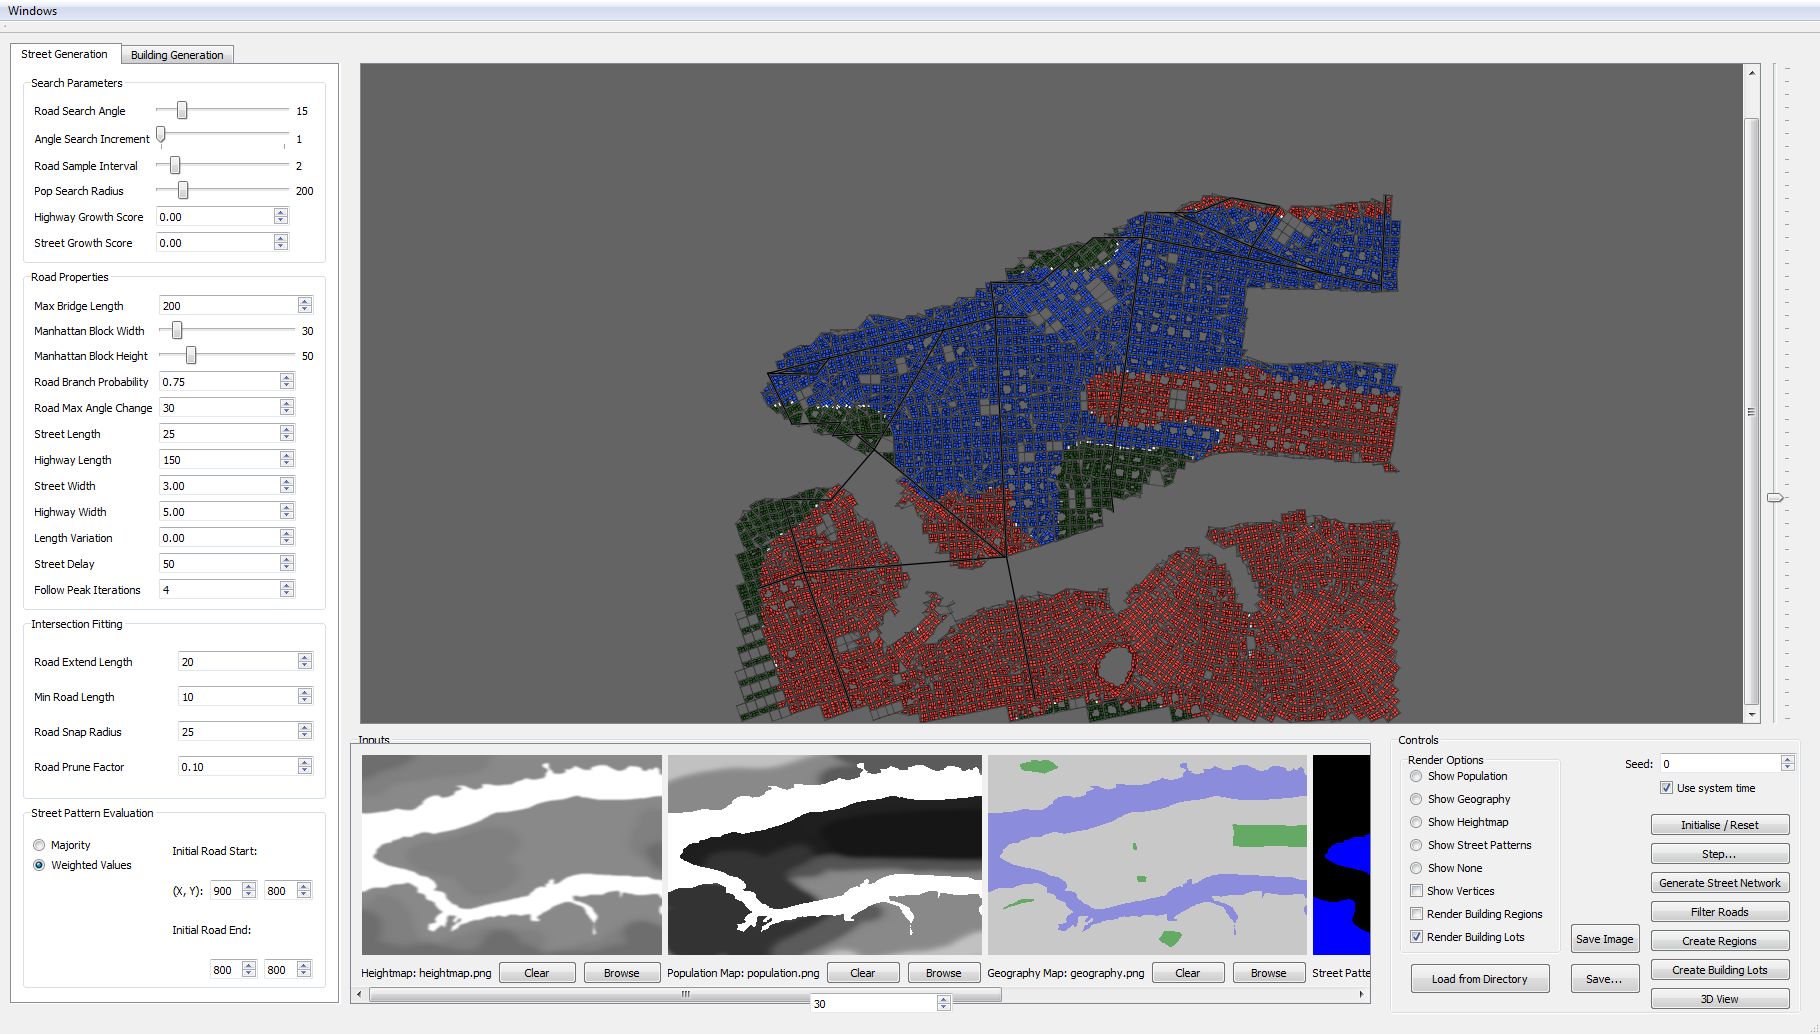 Windows
Street Generation
Building Generation
Search Parameters
Road Search Angle 15
Angle Search Increment 1
Road Sample Interval 2
Pop Search Radius 200
Highway Growth Score 0.00
Street Growth Score 0.00
Road Properties
Max Bridge Length 200
Manhattan Block Width 30
Manhattan Block Height 50
Road Branch Probability 0.75
Road Max Angle Change 30
Street Length 25
Highway Length 150
Street Width 3.00
Highway Width 5.00
Length Variation 0.00
Street Delay 50
Follow Peak Iterations 4
Intersection Fitting
Road Extend Length 20
Min Road Length 10
Road Snap Radius 25
Road Prune Factor 0.10
Street Pattern Evaluation
Majority
Weighted Values
Initial Road Start:
(X, Y): 900 800
Initial Road End:
800 800
Inputs
Heightmap: heightmap.png Clear Browse
Population Map: population.png Clear Browse
Geography Map: geography.png Clear Browse
Street Patte
30
Controls
Render Options
Show Population
Show Geography
Show Heightmap
Show Street Patterns
Show None
Show Vertices
Render Building Regions
Render Building Lots
Load from Directory
Save Image
Save...
Seed: 0
Use system time
Initialise / Reset
Step...
Generate Street Network
Filter Roads
Create Regions
Create Building Lots
3D View